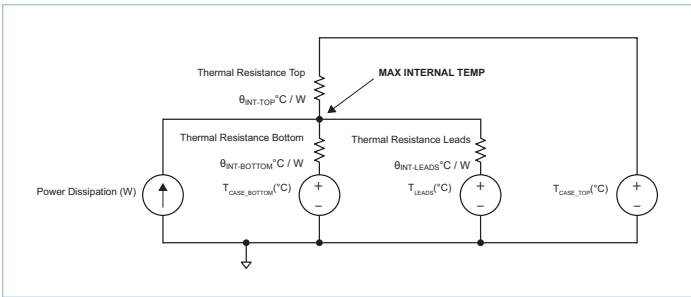 Thermal Resistance Top
MAX INTERNAL TEMP
θINT-TOP°C / W
Thermal Resistance Bottom
Thermal Resistance Leads
θINT-BOTTOM°C / W
θINT-LEADS°C / W
Power Dissipation (W)
+
TCASE_BOTTOM(°C)
–
+
TLEADS(°C)
–
+
TCASE_TOP(°C)
–